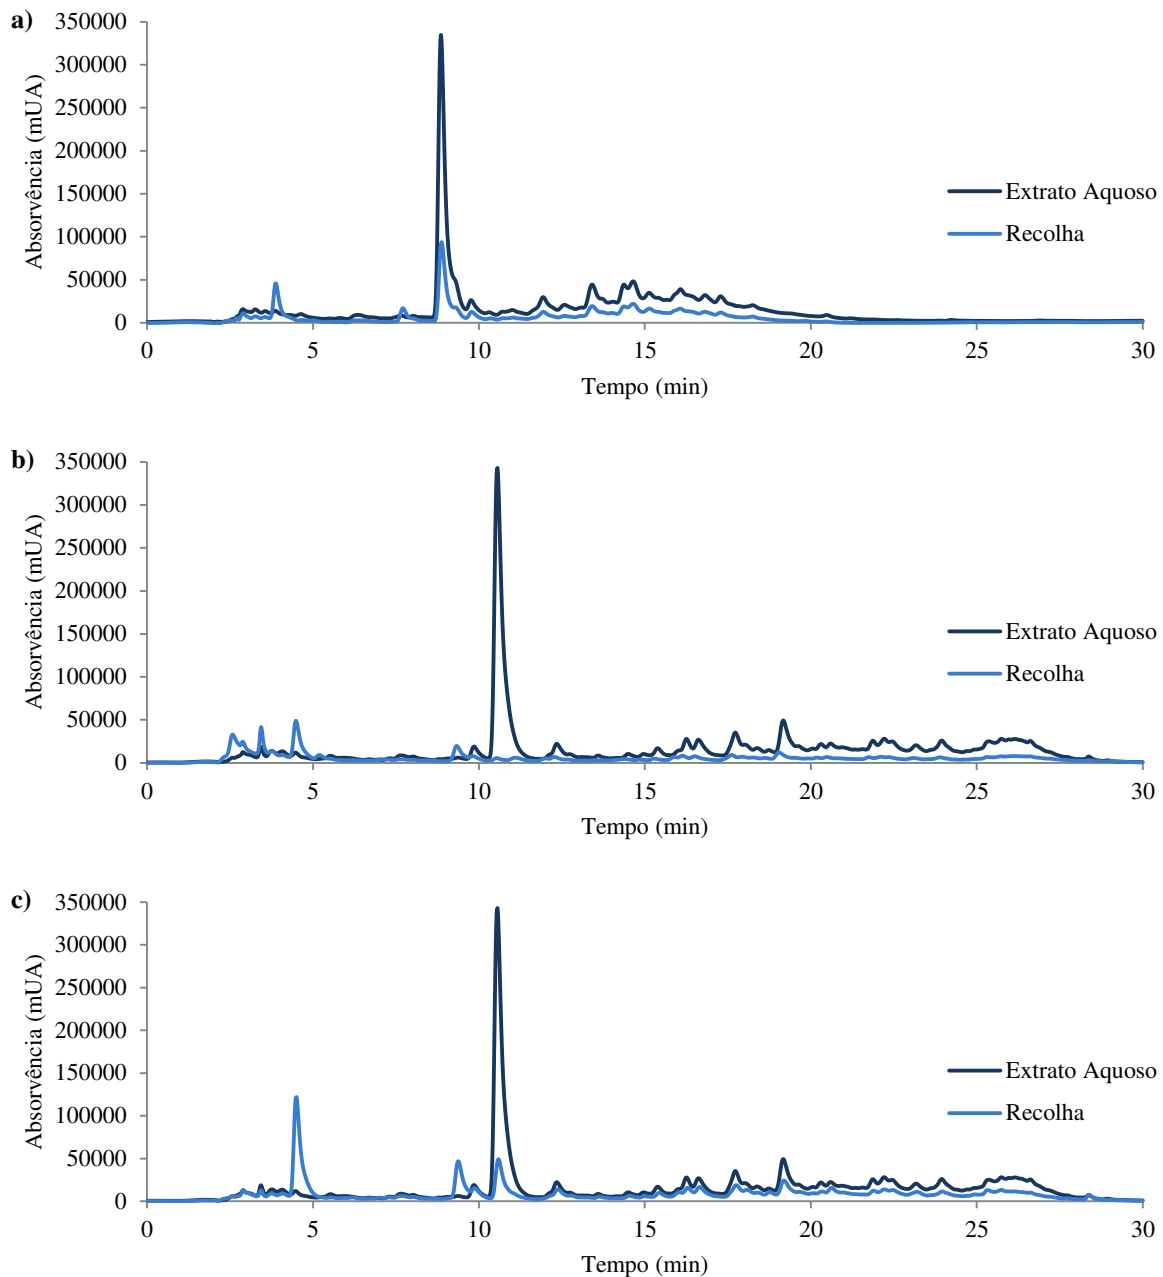 a)
350000
300000
250000
200000
150000
100000
50000
0
Absorvência (mUA)
Extrato Aquoso
Recolha
0 5 10 15 20 25 30
Tempo (min)
b)
350000
300000
250000
200000
150000
100000
50000
0
Absorvência (mUA)
Extrato Aquoso
Recolha
0 5 10 15 20 25 30
Tempo (min)
c)
350000
300000
250000
200000
150000
100000
50000
0
Absorvência (mUA)
Extrato Aquoso
Recolha
0 5 10 15 20 25 30
Tempo (min)